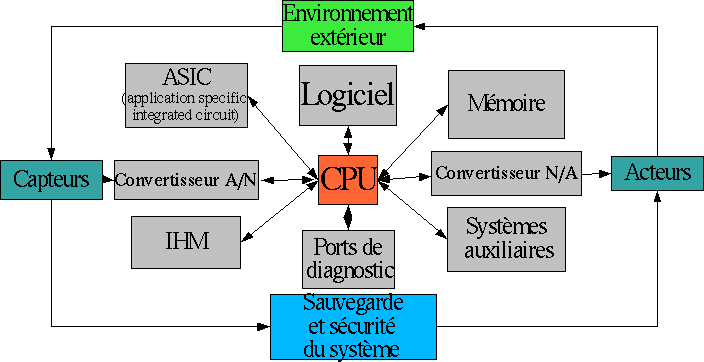 Environnement
extérieur
ASIC
(application specific
integrated circuit)
Logiciel
Mémoire
Capteurs
Convertisseur A/N
CPU
Convertisseur N/A
Acteurs
IHM
Ports de
diagnostic
Systèmes
auxiliaires
Sauvegarde
et sécurité
du système